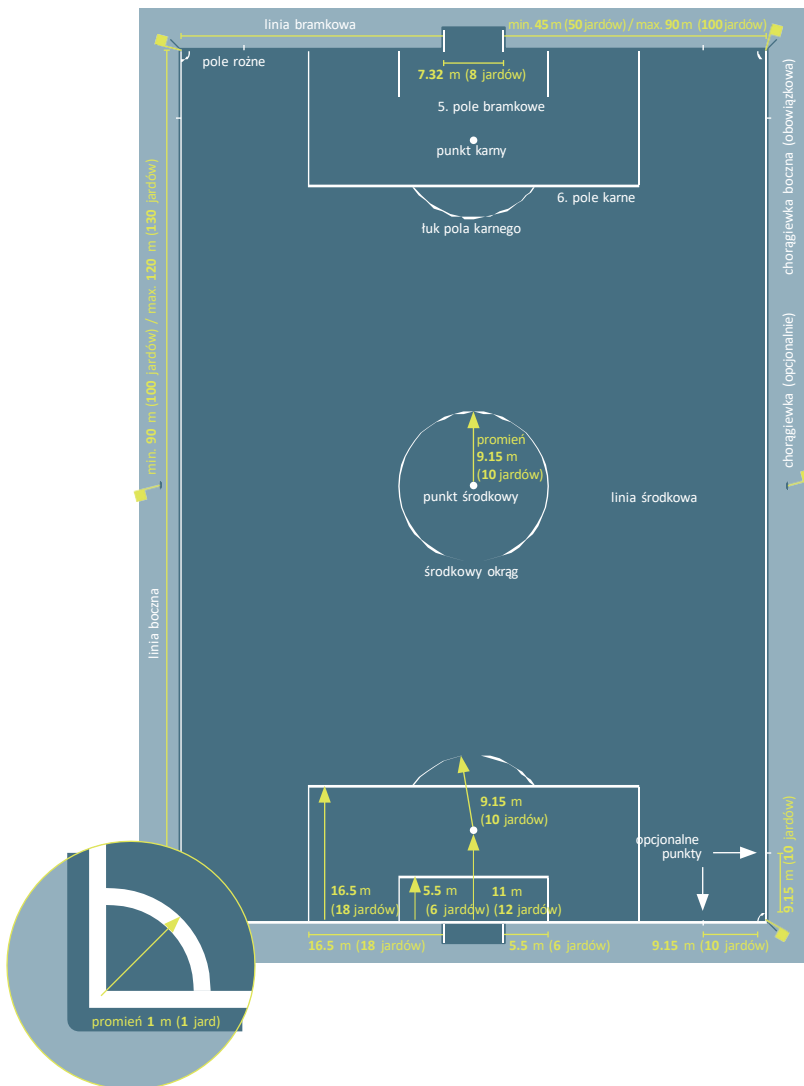 linia bramkowa
min. 45 m (50 jardów) / max. 90 m (100 jardów)
pole rożne
7.32 m (8 jardów)
5. pole bramkowe
punkt karny
6. pole karne
łuk pola karnego
chorągiewka boczna (obowiązkowa)
min. 90 m (100 jardów) / max. 120 m (130 jardów)
chorągiewka (opcjonalnie)
promień
9.15 m
(10 jardów)
punkt środkowy
linia środkowa
środkowy okrąg
linia boczna
9.15 m
(10 jardów)
opcjonalne
punkty
9.15 m (10 jardów)
16.5 m
(18 jardów)
5.5 m
(6 jardów)
11 m
(12 jardów)
16.5 m (18 jardów)
5.5 m (6 jardów)
9.15 m (10 jardów)
promień 1 m (1 jard)